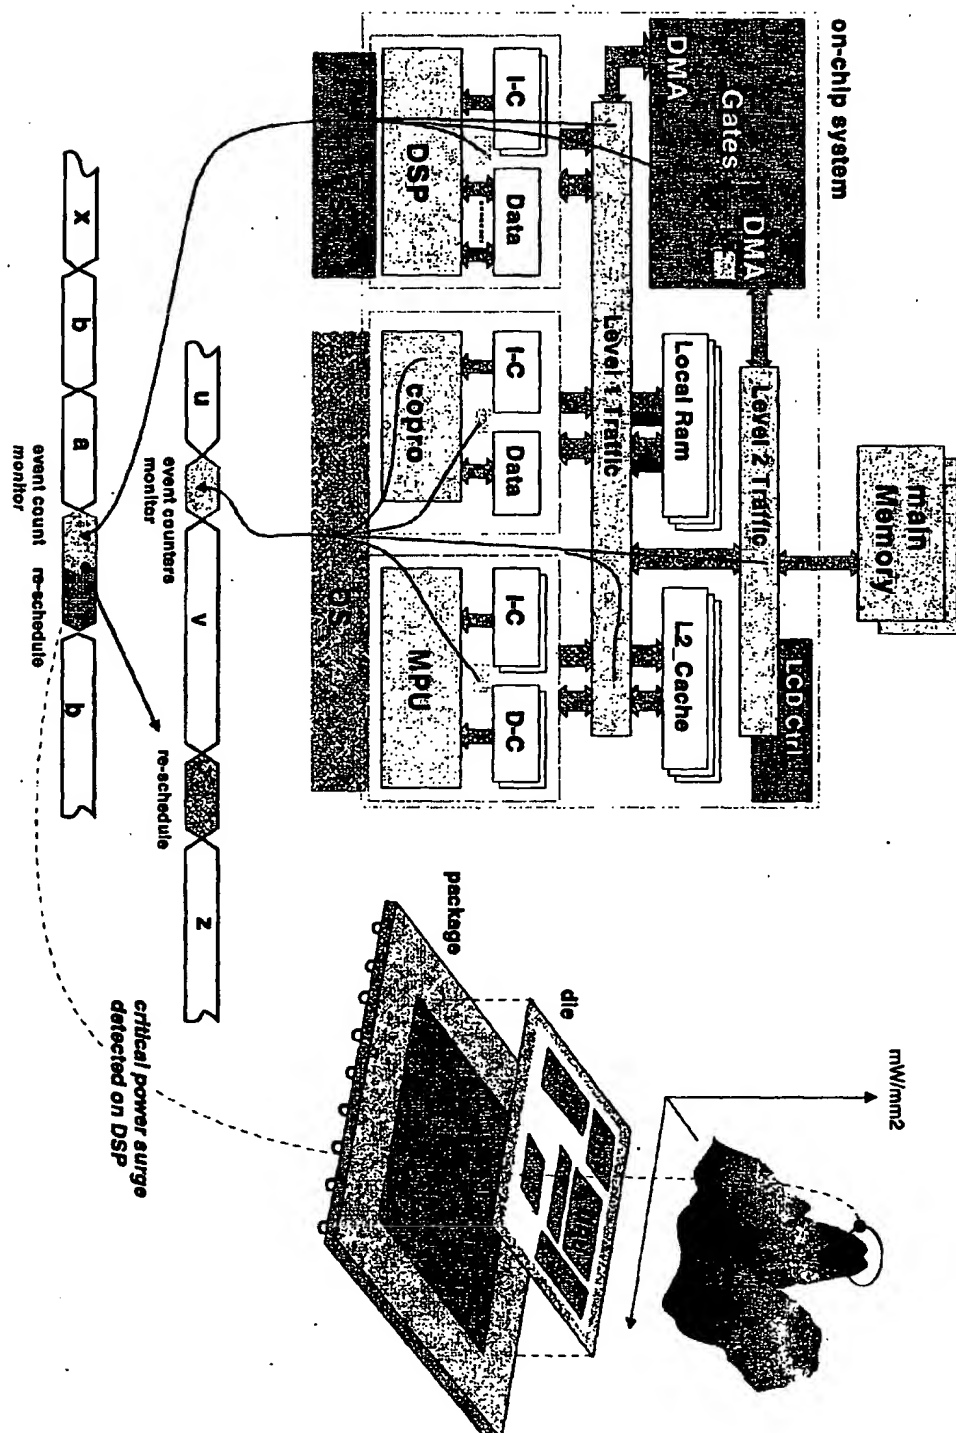 on-chip system
DMA
Gates
DMA
Level 2 Traffic
main
Memory
LCD Ctrl
Level 1 Traffic
Local Ram
L2_Cache
I-C
Data
I-C
Data
I-C
D-C
DSP
copro
MPU
OS
u
v
z
event counters
monitor
re-schedule
x
b
a
b
event count
monitor
re-schedule
mW/mm2
die
package
critical power surge
detected on DSP